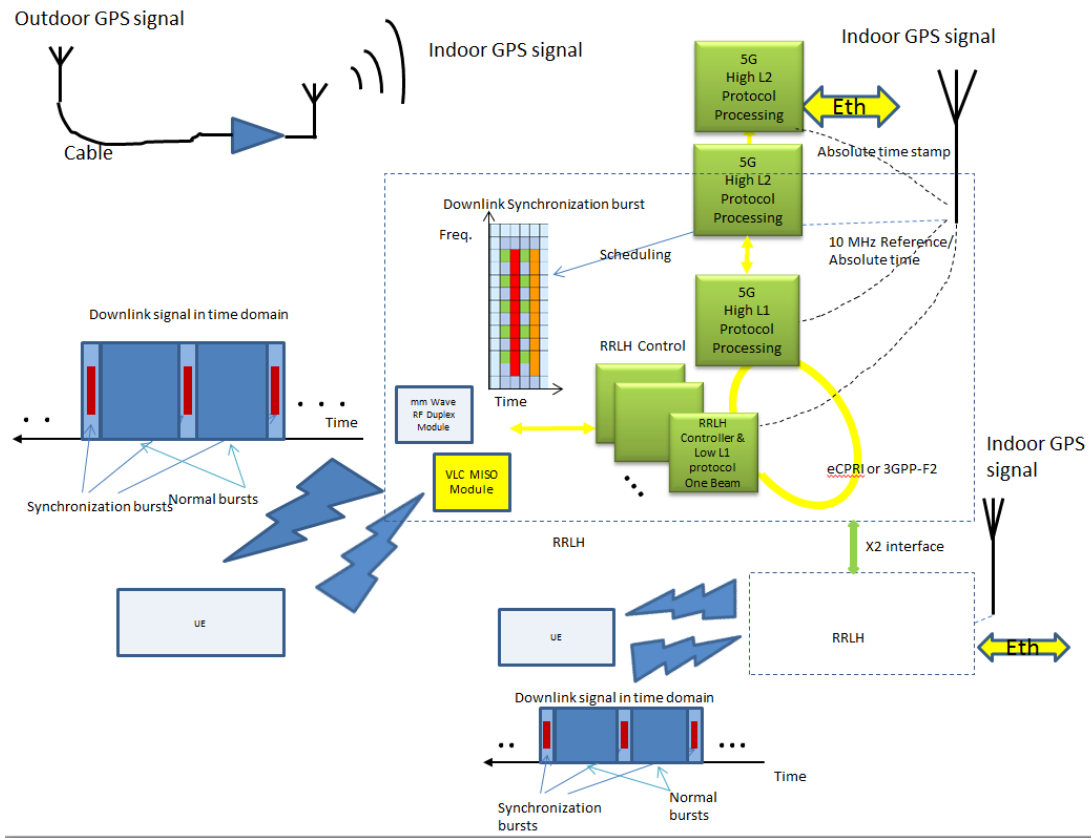 Outdoor GPS signal
Indoor GPS signal
Cable
5G
High L2
Protocol
Processing
Eth
Indoor GPS signal
Absolute time stamp
5G
High L2
Protocol
Processing
Downlink Synchronization burst
Freq.
Scheduling
Time
10 MHz Reference/
Absolute time
5G
High L1
Protocol
Processing
Downlink signal in time domain
. .
. . .
Time
Synchronization bursts
Normal bursts
RRLH Control
mm Wave
RF Duplex
Module
VLC MISO
Module
RRLH
Controller &
Low L1
protocol
One Beam
...
eCPRI or 3GPP-F2
RRLH
X2 interface
Indoor GPS
signal
UE
UE
RRLH
Eth
Downlink signal in time domain
..
...
Time
Synchronization
bursts
Normal
bursts